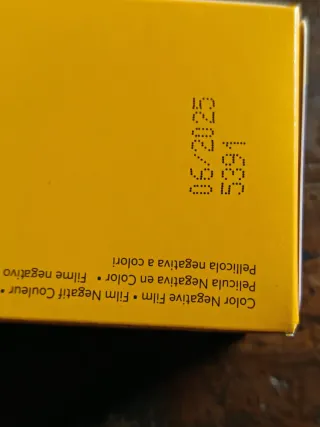 06/2025
5391
Color Negative Film • Film Negatif Couleur •
Película Negativa en Color • Filme negativo
Pellicola negativa a colori